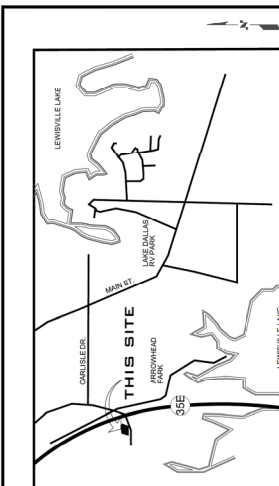 N
LEWISVILLE LAKE
LAKE DALLAS
RV PARK
MAIN ST.
CARLISLE DR.
THIS SITE
ARROWHEAD
PARK
35E